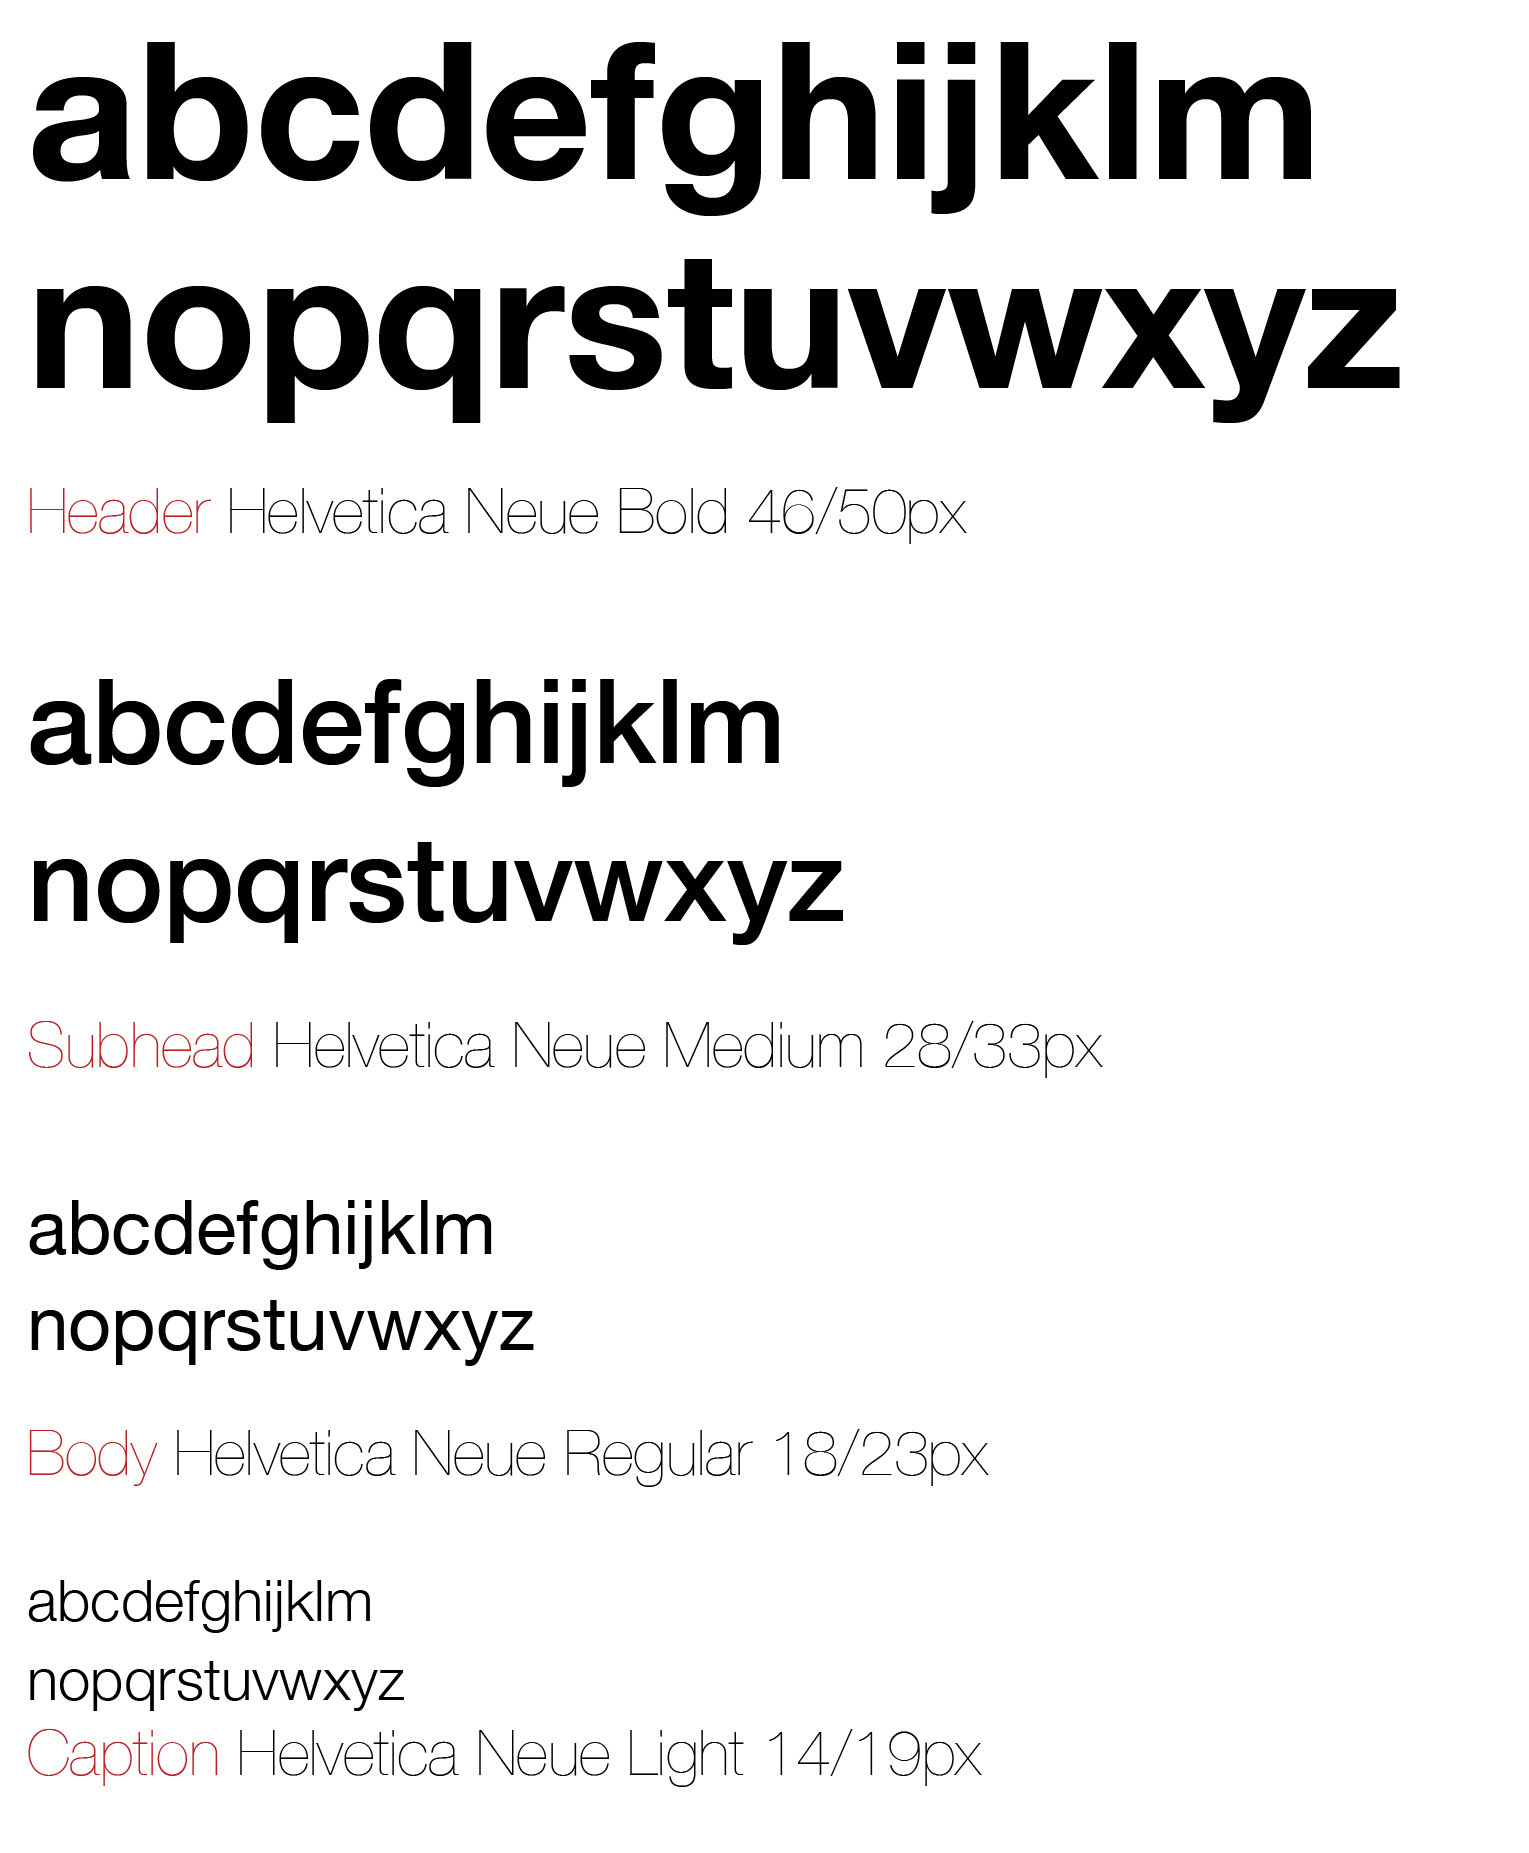 abcdefghijklm
nopqrstuvwxyz
Header Helvetica Neue Bold 46/50px
abcdefghijklm
nopqrstuvwxyz
Subhead Helvetica Neue Medium 28/33px
abcdefghijklm
nopqrstuvwxyz
Body Helvetica Neue Regular 18/23px
abcdefghijklm
nopqrstuvwxyz
Caption Helvetica Neue Light 14/19px